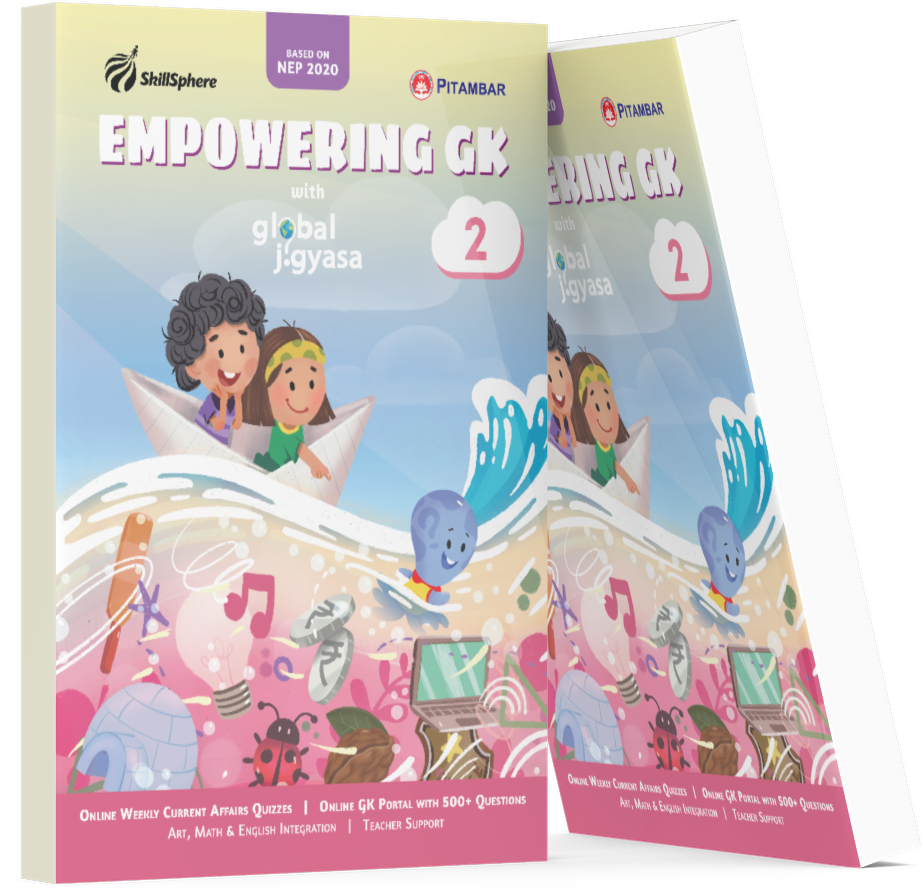 BASED ON
NEP 2020
SkillSphere
PITAMBAR
EMPOWERING GK
with
global
jigyasa
2
ONLINE WEEKLY CURRENT AFFAIRS QUIZZES | ONLINE GK PORTAL WITH 500+ QUESTIONS
ART, MATH & ENGLISH INTEGRATION | TEACHER SUPPORT
20
PITAMBAR
ERING GK
with
bal
jigyasa
2
ONLINE WEEKLY CURRENT AFFAIRS QUIZZES | ONLINE GK PORTAL WITH 500+ QUESTIONS
ART, MATH & ENGLISH INTEGRATION | TEACHER SUPPORT